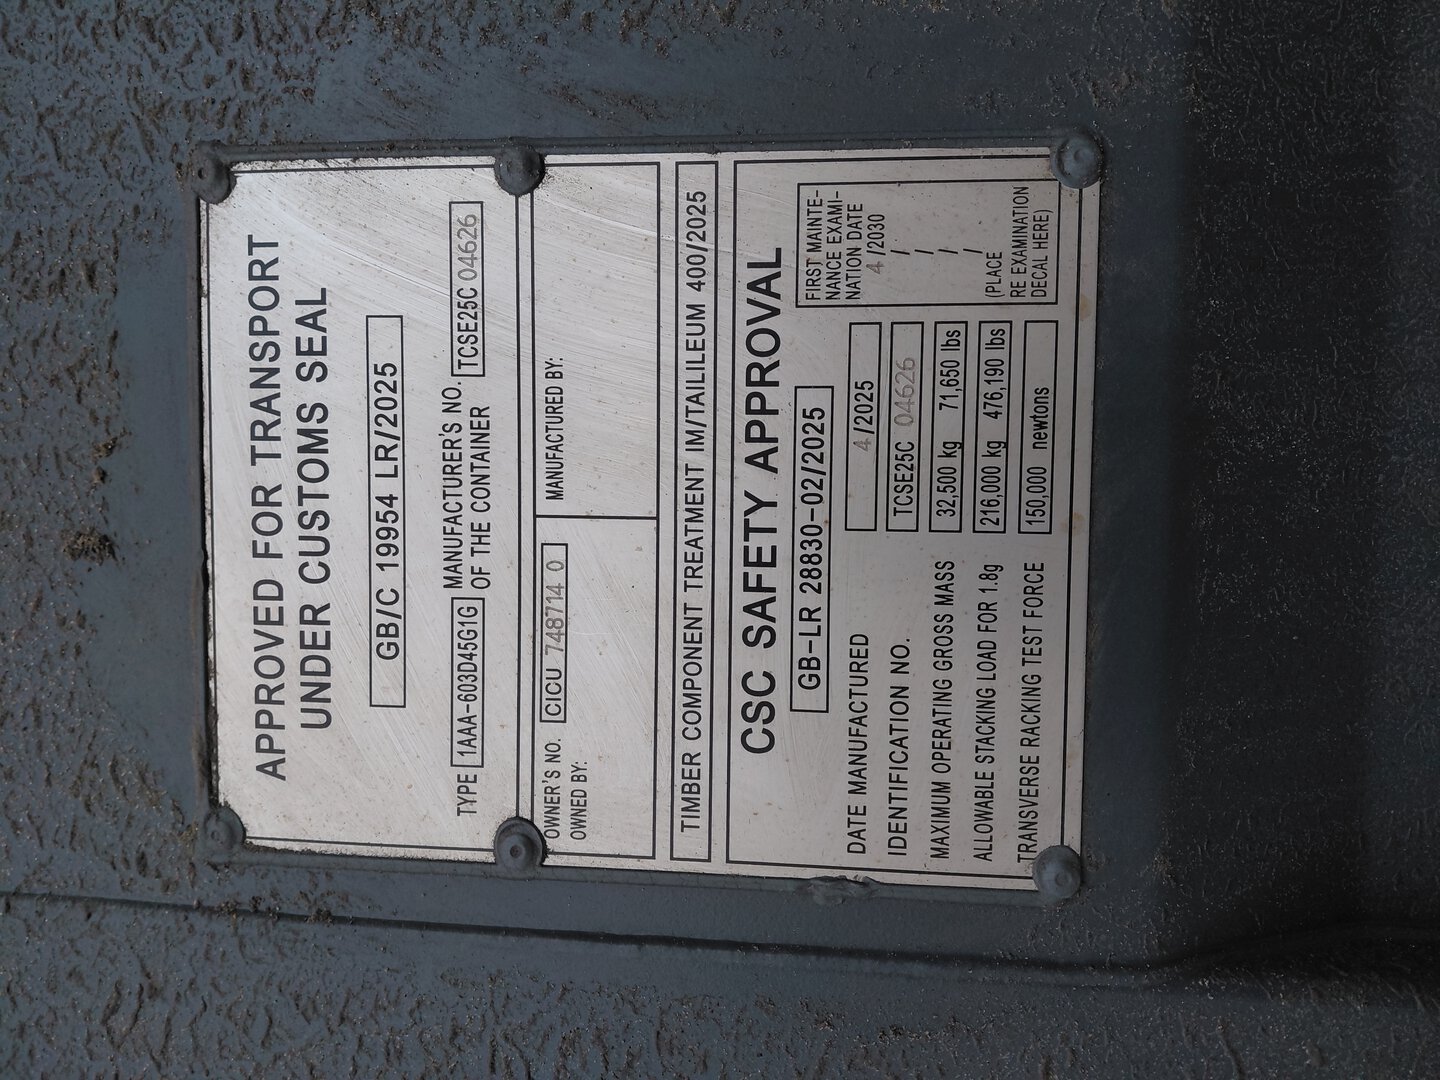 APPROVED FOR TRANSPORT
UNDER CUSTOMS SEAL
GB/C 19954 LR/2025
TYPE 1AAA-603D45G1G MANUFACTURER'S NO. OF THE CONTAINER TCSE25C 04626
OWNER'S NO. CICU 748714 0
OWNED BY:
MANUFACTURED BY:
TIMBER COMPONENT TREATMENT IM/TAILILEUM 400/2025
CSC SAFETY APPROVAL
GB-LR 28830-02/2025
DATE MANUFACTURED 4/2025
IDENTIFICATION NO. TCSE25C 04626
MAXIMUM OPERATING GROSS MASS 32,500 kg 71,650 lbs
ALLOWABLE STACKING LOAD FOR 1.8g 216,000 kg 476,190 lbs
TRANSVERSE RACKING TEST FORCE 150,000 newtons
FIRST MAINTE-
NANCE EXAMI-
NATION DATE
4/2030
/
/
/
/
(PLACE
RE EXAMINATION
DECAL HERE)